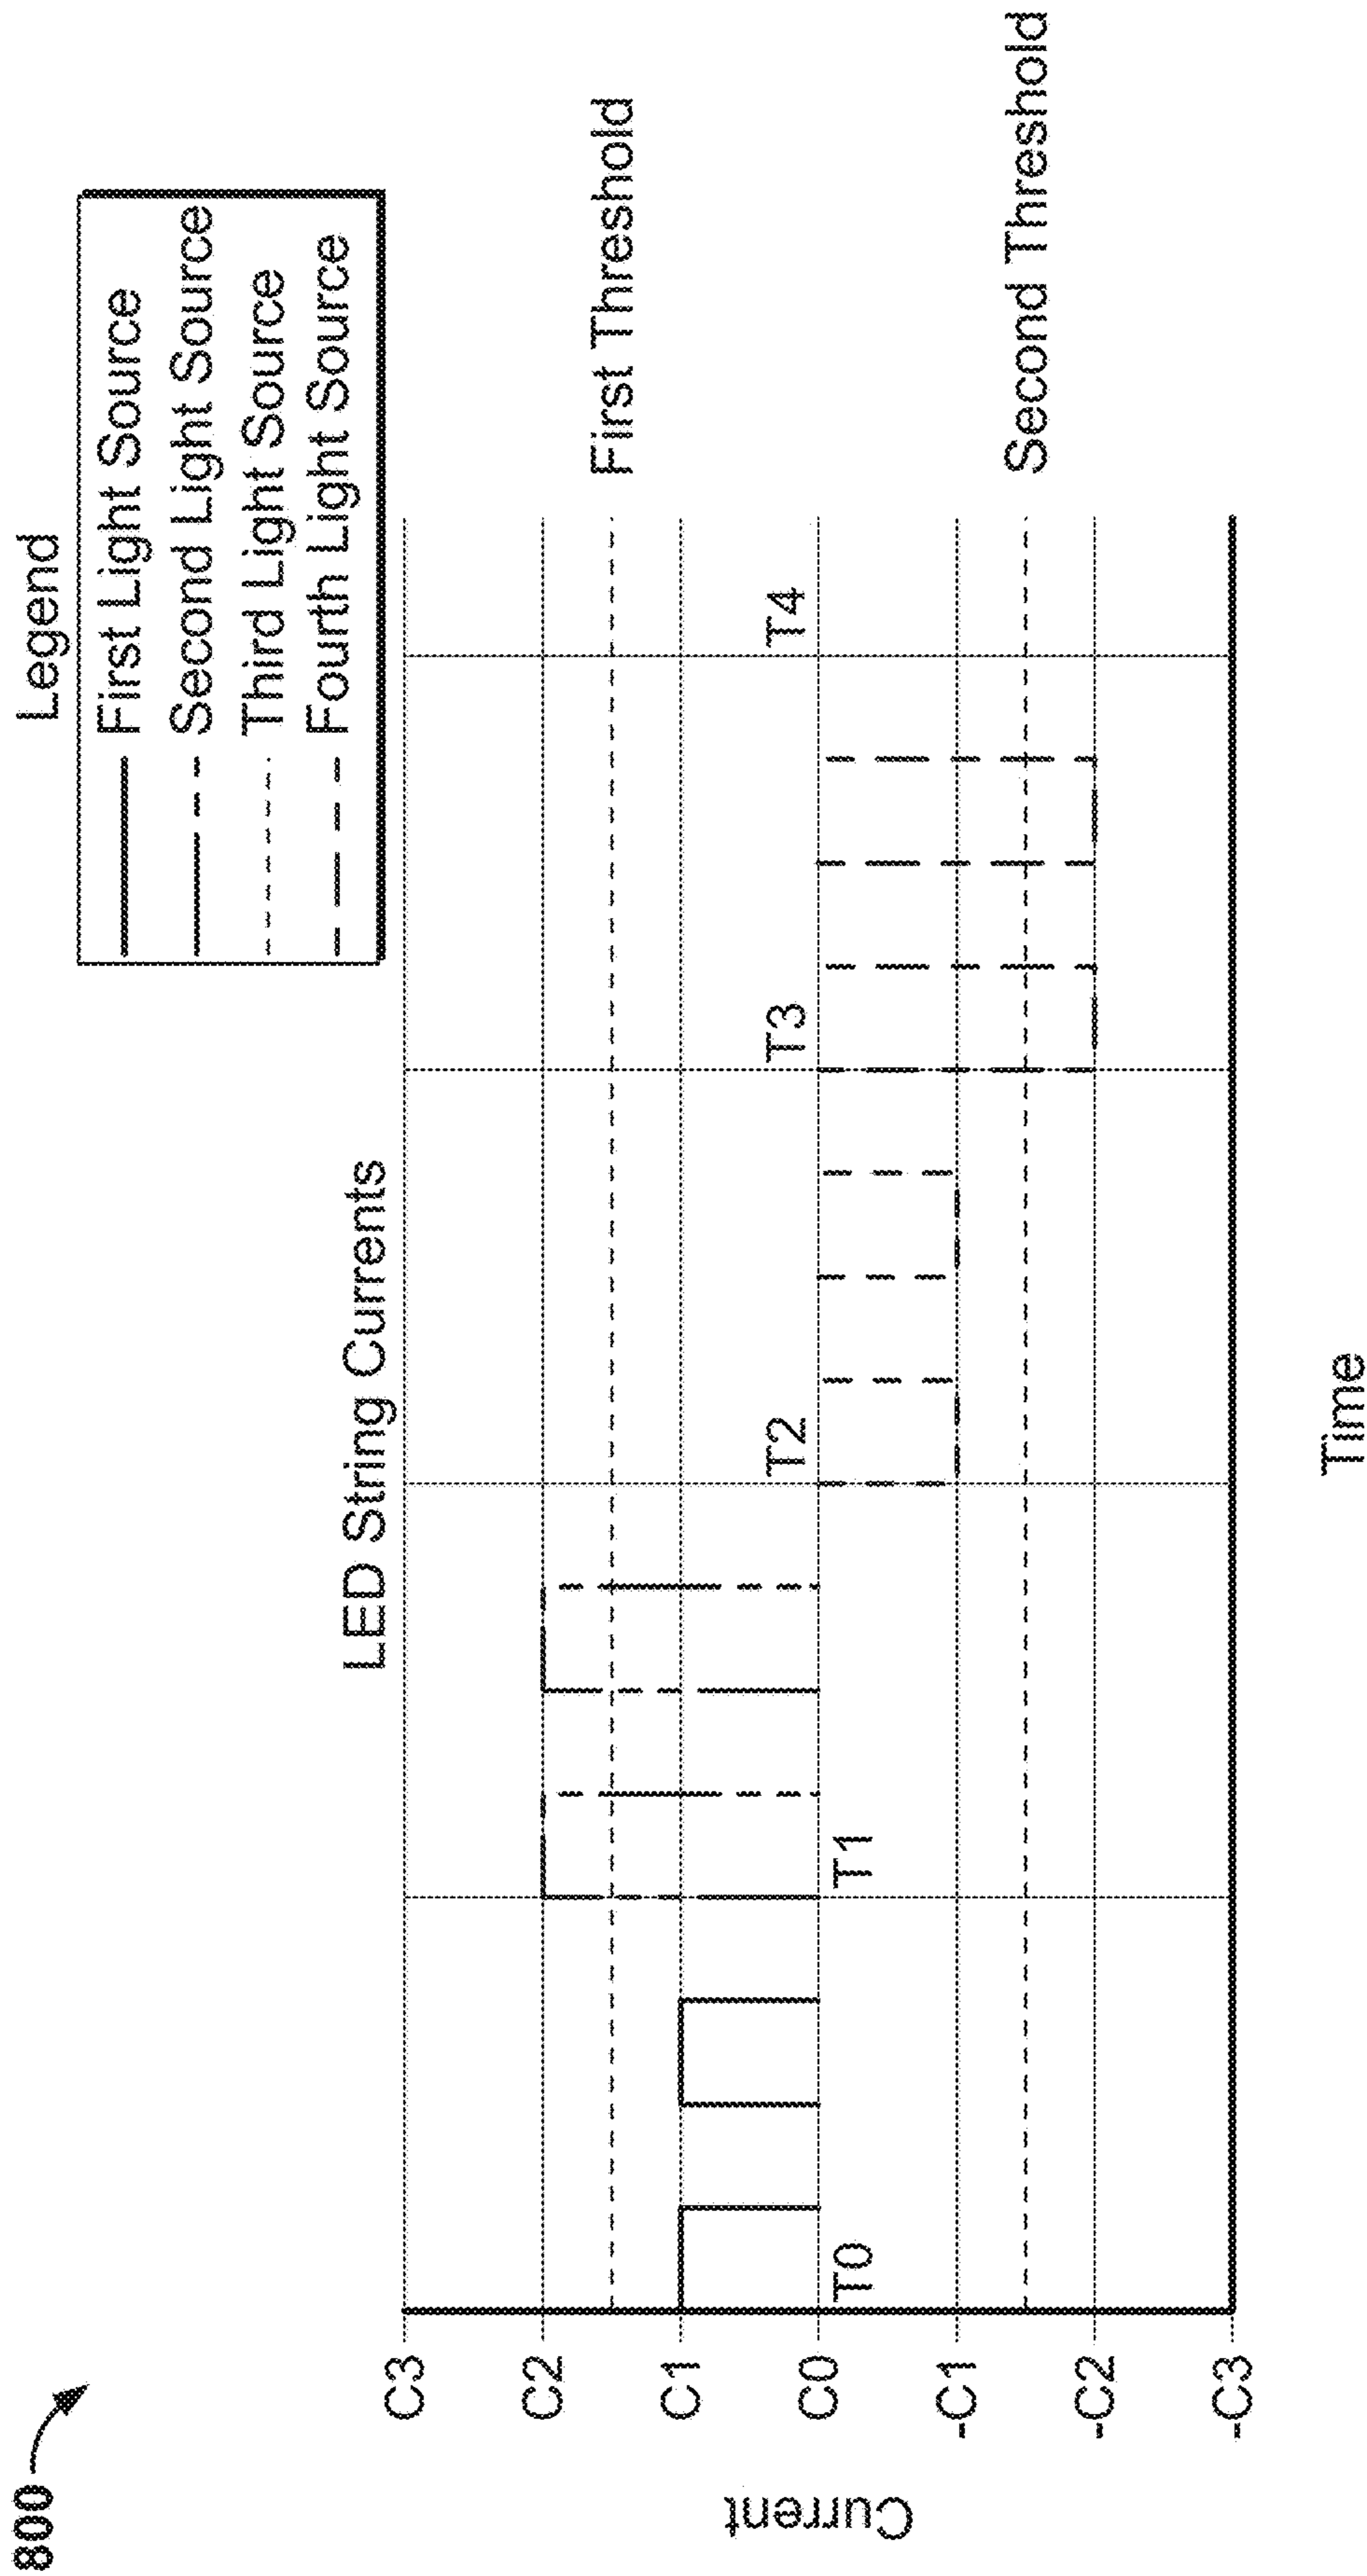 800
Legend
First Light Source
Second Light Source
Third Light Source
Fourth Light Source
LED String Currents
C3
C2
First Threshold
C1
C0
T0
T1
T2
T3
T4
-C1
Second Threshold
-C2
-C3
Current
Time